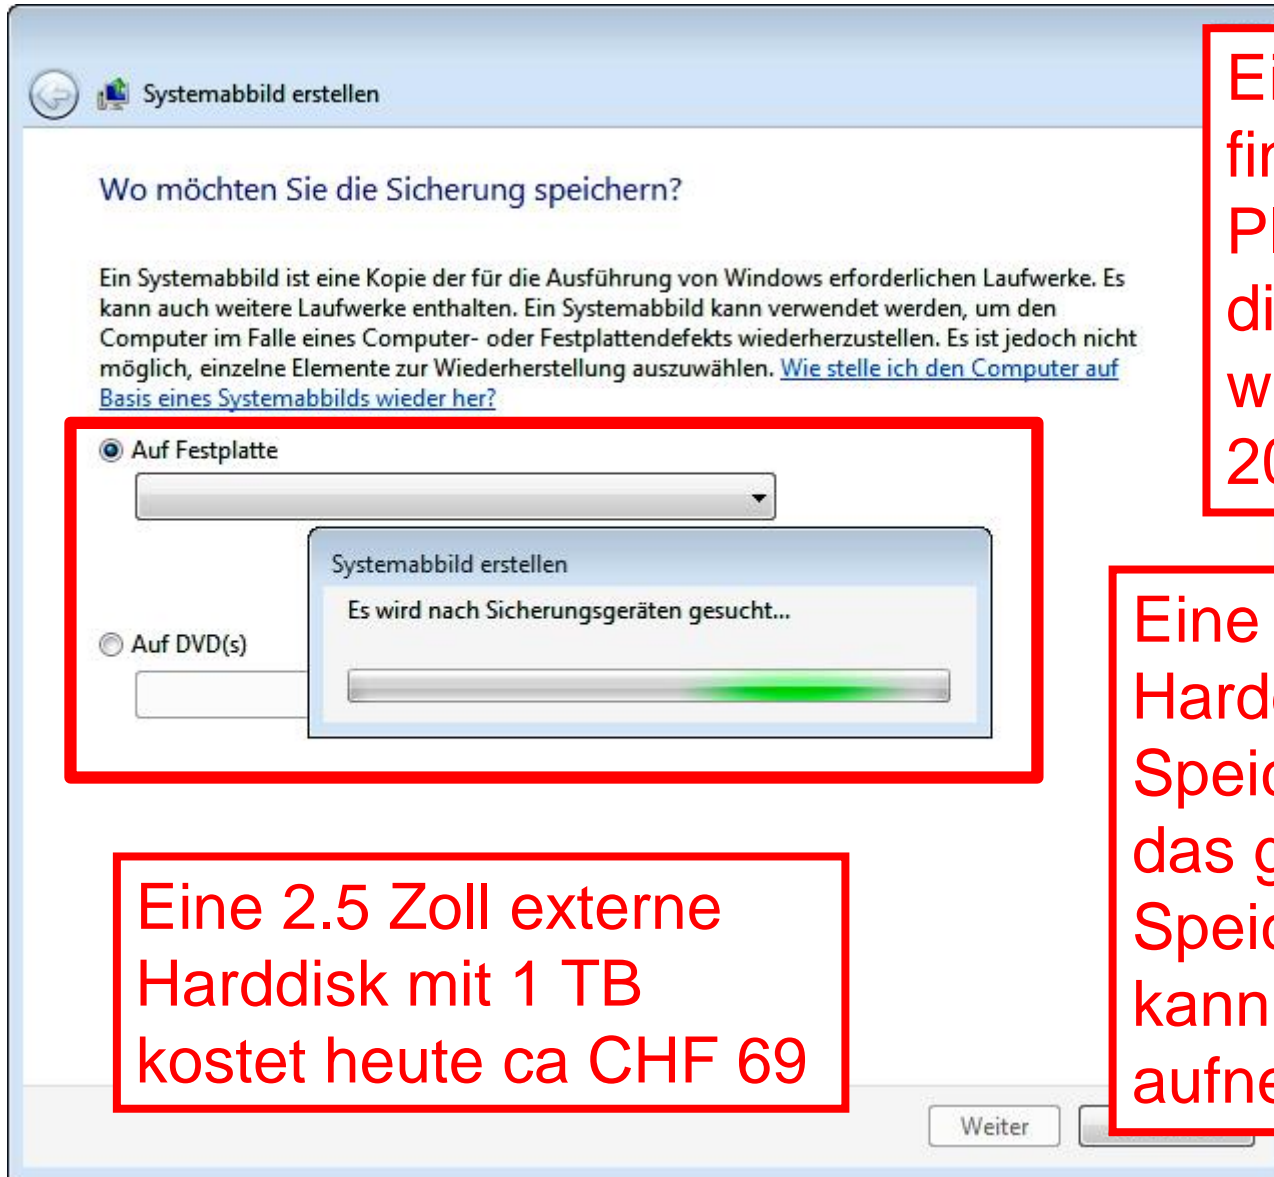 Systemabbild erstellen
Wo möchten Sie die Sicherung speichern?
Ein Systemabbild ist eine Kopie der für die Ausführung von Windows erforderlichen Laufwerke. Es
kann auch weitere Laufwerke enthalten. Ein Systemabbild kann verwendet werden, um den
Computer im Falle eines Computer- oder Festplattendefekts wiederherzustellen. Es ist jedoch nicht
möglich, einzelne Elemente zur Wiederherstellung auszuwählen. Wie stelle ich den Computer auf
Basis eines Systemabbilds wieder her?
Auf Festplatte
Systemabbild erstellen
Es wird nach Sicherungsgeräten gesucht...
Auf DVD(s)
Eine 2.5 Zoll externe
Harddisk mit 1 TB
kostet heute ca CHF 69
Eine
das
kann
Weiter